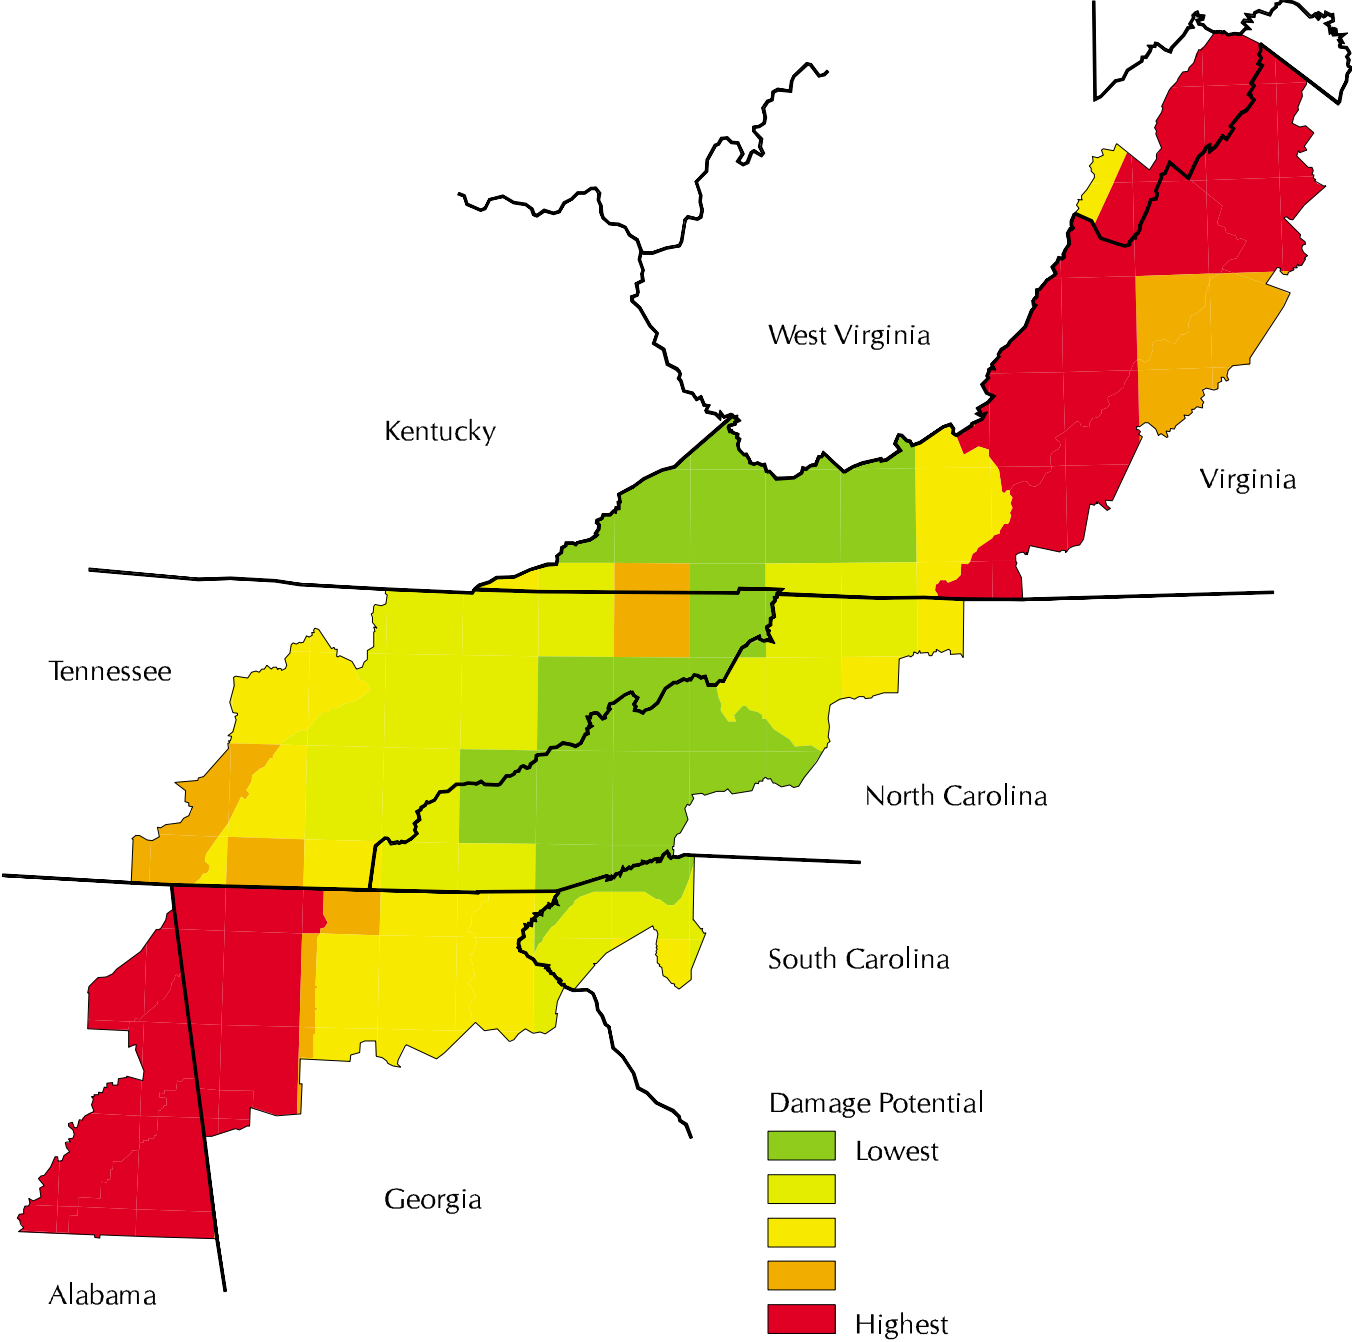 West Virginia
Kentucky
Virginia
Tennessee
North Carolina
South Carolina
Damage Potential
Lowest
Georgia
Alabama
Highest